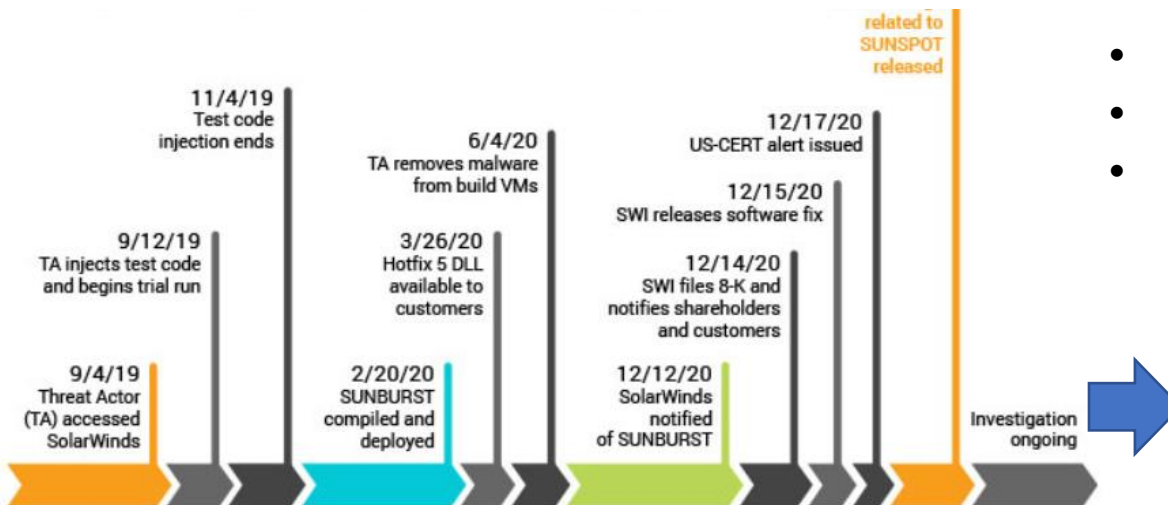 related to
SUNSPOT
released
11/4/19
Test code
injection ends
6/4/20
TA removes malware
from build VMs
12/17/20
US-CERT alert issued
12/15/20
SWI releases software fix
9/12/19
TA injects test code
and begins trial run
3/26/20
Hotfix 5 DLL
available to
customers
12/14/20
SWI files 8-K and
notifies shareholders
and customers
9/4/19
Threat Actor
(TA) accessed
SolarWinds
2/20/20
SUNBURST
compiled and
deployed
12/12/20
SolarWinds
notified
of SUNBURST
Investigation
ongoing